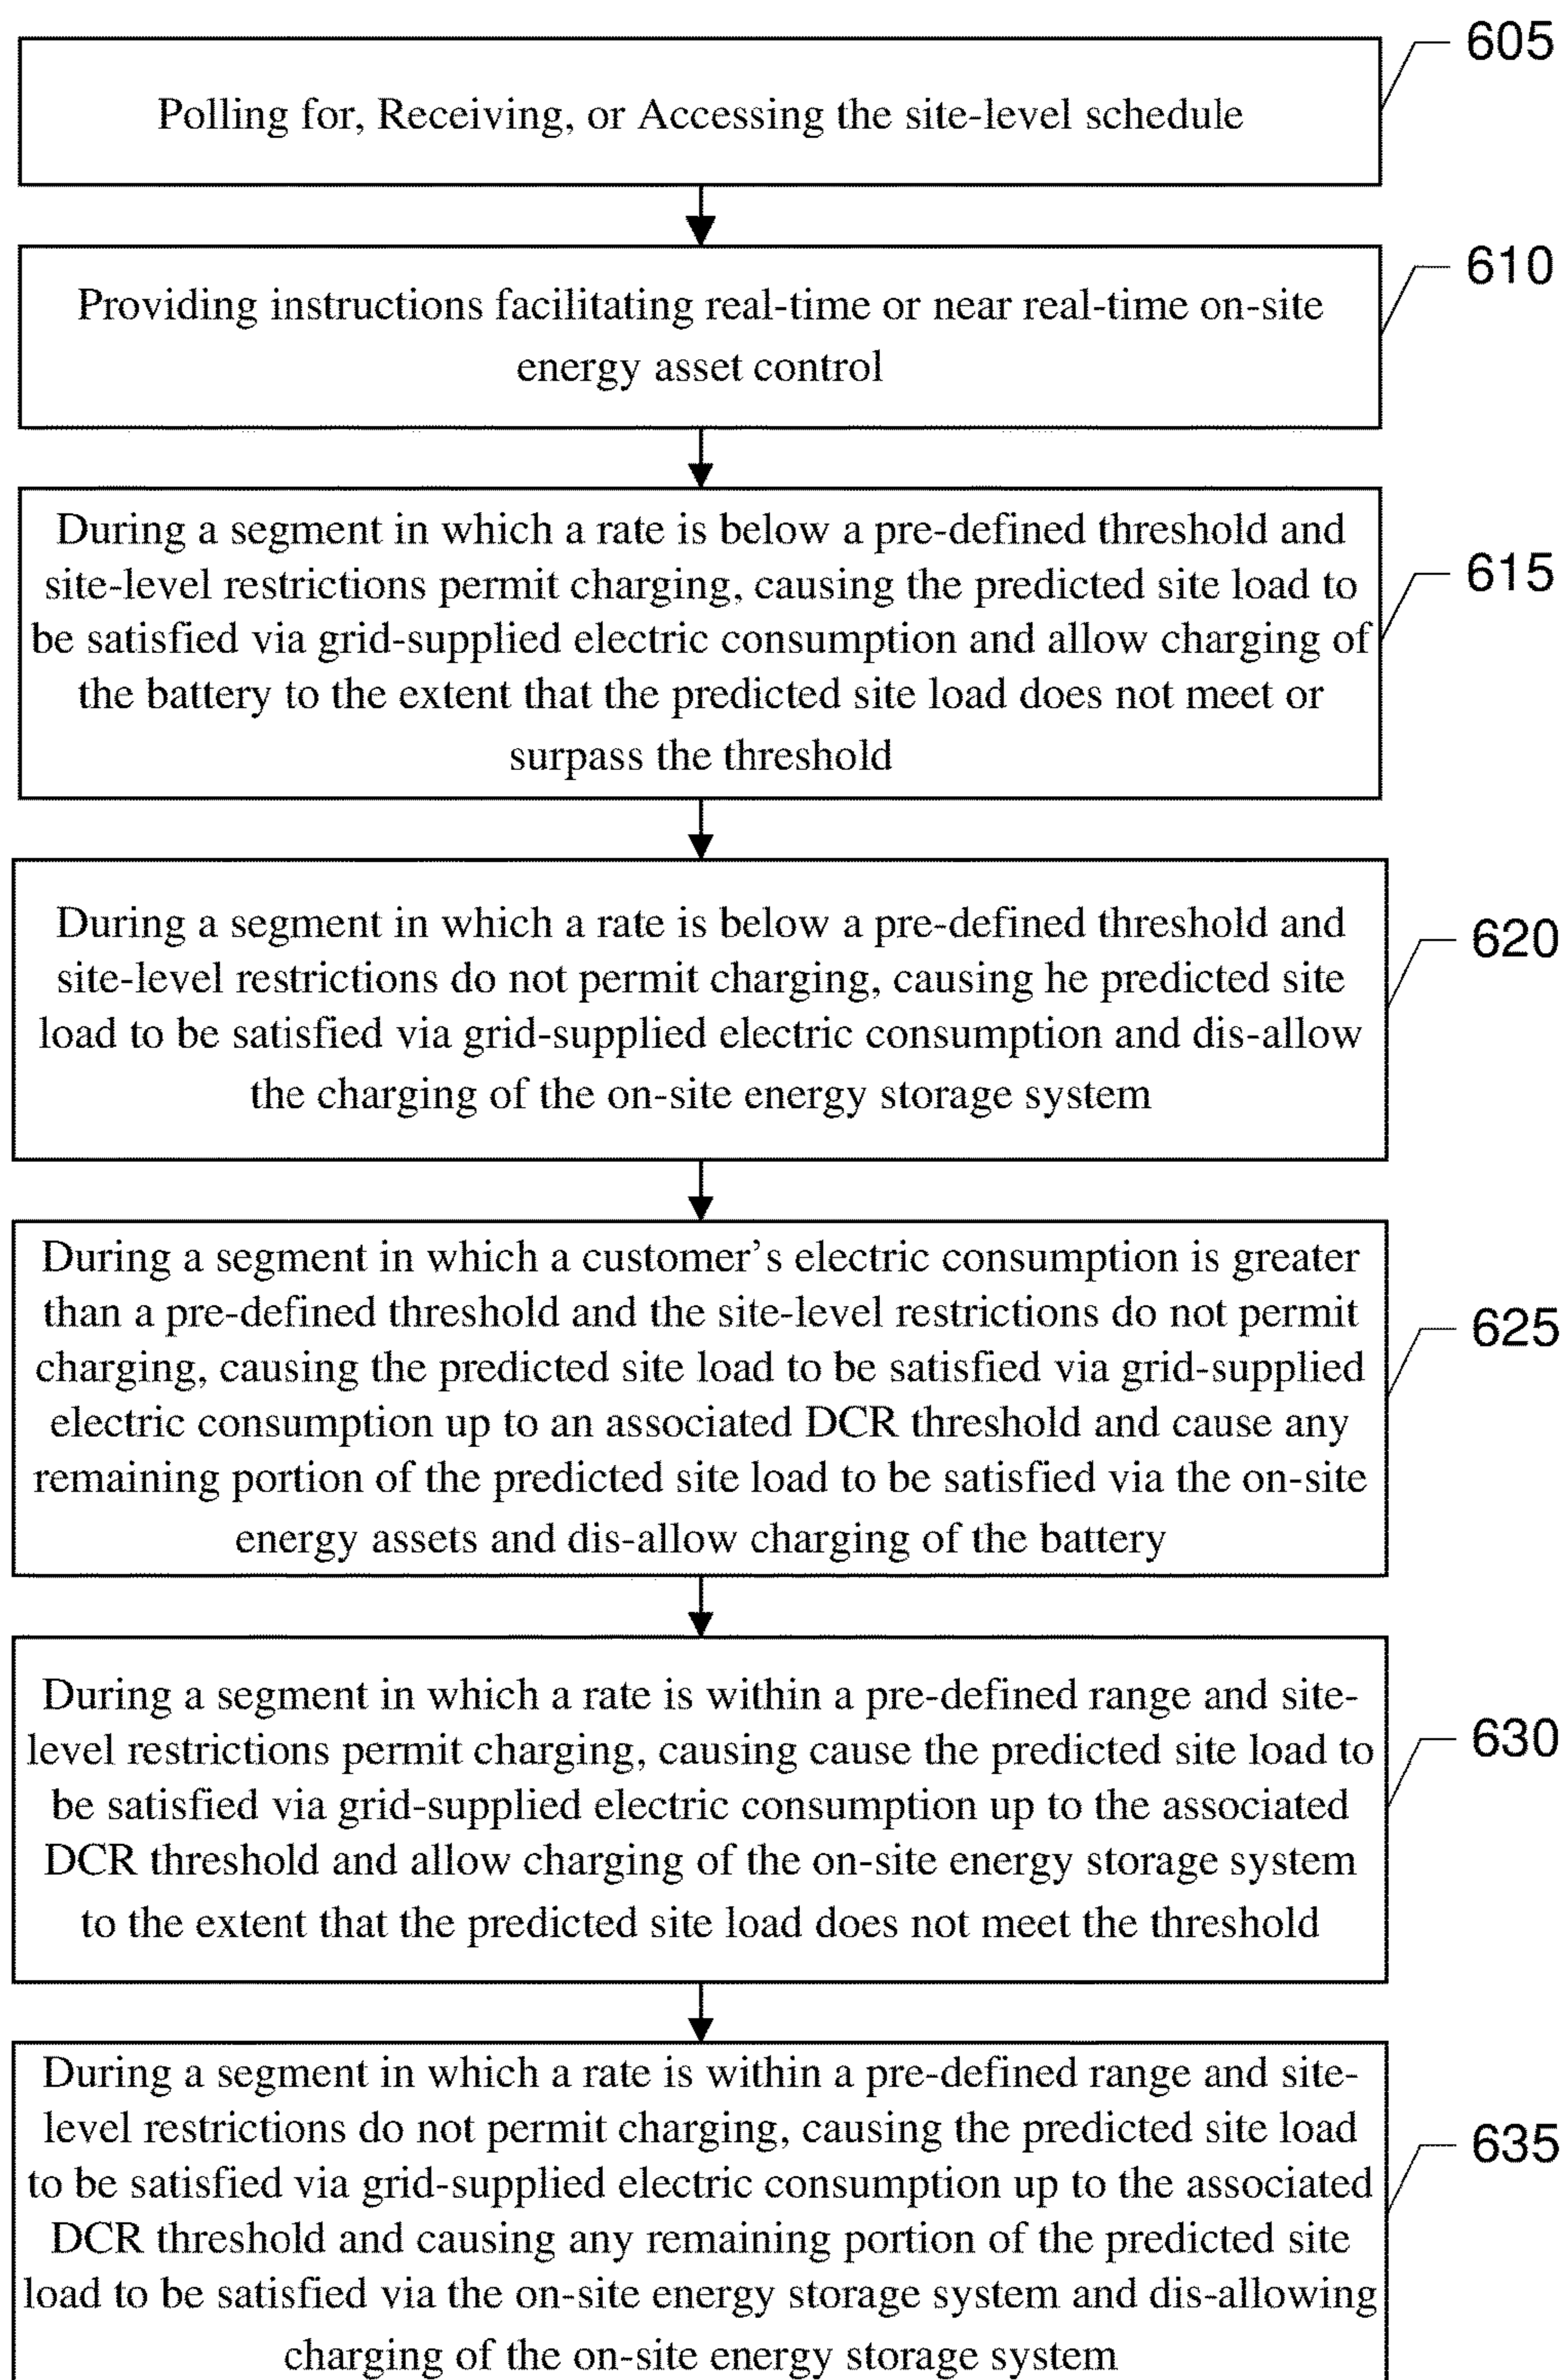 605
Polling for, Receiving, or Accessing the site-level schedule
610
Providing instructions facilitating real-time or near real-time on-site
energy asset control
615
During a segment in which a rate is below a pre-defined threshold and
site-level restrictions permit charging, causing the predicted site load to
be satisfied via grid-supplied electric consumption and allow charging of
the battery to the extent that the predicted site load does not meet or
surpass the threshold
620
During a segment in which a rate is below a pre-defined threshold and
site-level restrictions do not permit charging, causing he predicted site
load to be satisfied via grid-supplied electric consumption and dis-allow
the charging of the on-site energy storage system
625
During a segment in which a customer's electric consumption is greater
than a pre-defined threshold and the site-level restrictions do not permit
charging, causing the predicted site load to be satisfied via grid-supplied
electric consumption up to an associated DCR threshold and cause any
remaining portion of the predicted site load to be satisfied via the on-site
energy assets and dis-allow charging of the battery
630
During a segment in which a rate is within a pre-defined range and site-
level restrictions permit charging, causing cause the predicted site load to
be satisfied via grid-supplied electric consumption up to the associated
DCR threshold and allow charging of the on-site energy storage system
to the extent that the predicted site load does not meet the threshold
635
During a segment in which a rate is within a pre-defined range and site-
level restrictions do not permit charging, causing the predicted site load
to be satisfied via grid-supplied electric consumption up to the associated
DCR threshold and causing any remaining portion of the predicted site
load to be satisfied via the on-site energy storage system and dis-allowing
charging of the on-site energy storage system